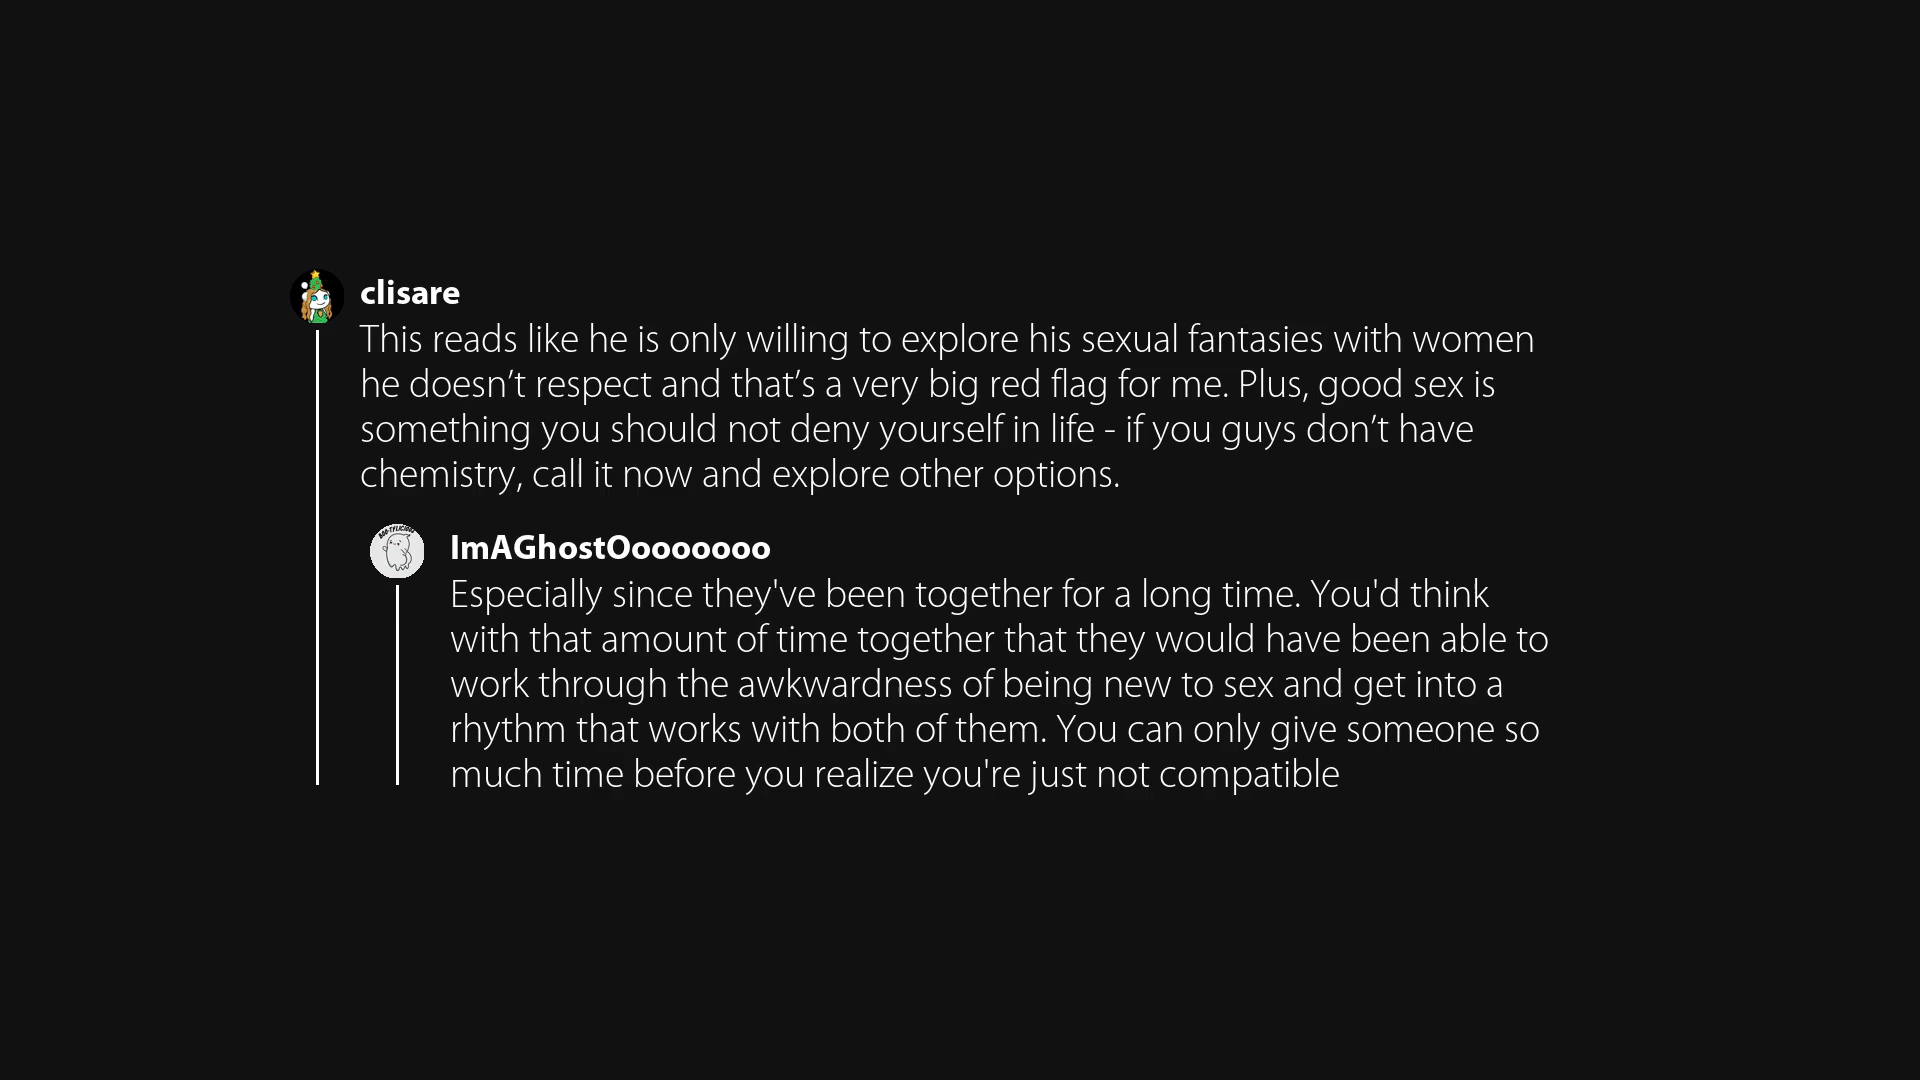 clisare
This reads like he is only willing to explore his sexual fantasies with women
he doesn’t respect and that’s a very big red flag for me. Plus, good sex is
something you should not deny yourself in life - if you guys don’t have
chemistry, call it now and explore other options.
ImAGhostOooooooo
Especially since they've been together for a long time. You'd think
with that amount of time together that they would have been able to
work through the awkwardness of being new to sex and get into a
rhythm that works with both of them. You can only give someone so
much time before you realize you're just not compatible